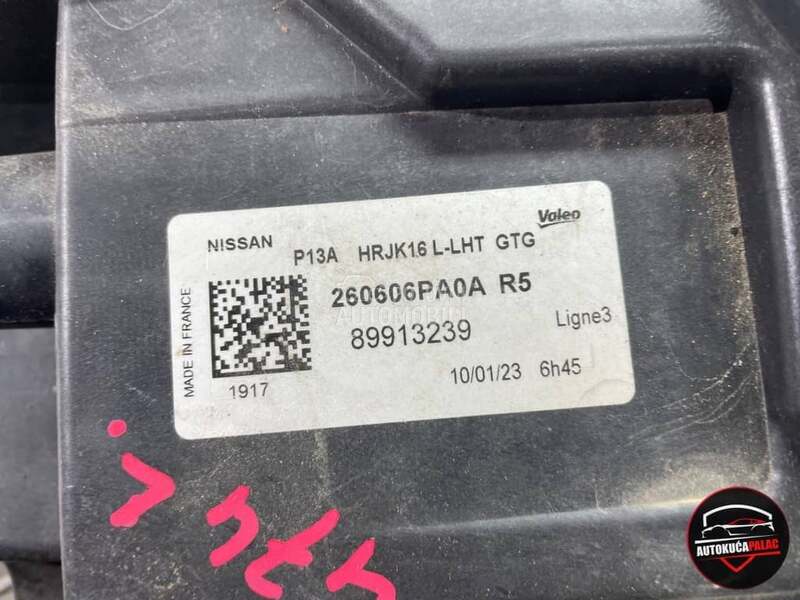 Valeo
NISSAN P13A HRJK16 L-LHT GTG
260606PA0A R5
MADE IN FRANCE
89913239 Ligne3
1917
10/01/23 6h45
AUTOKUĆA PALAC